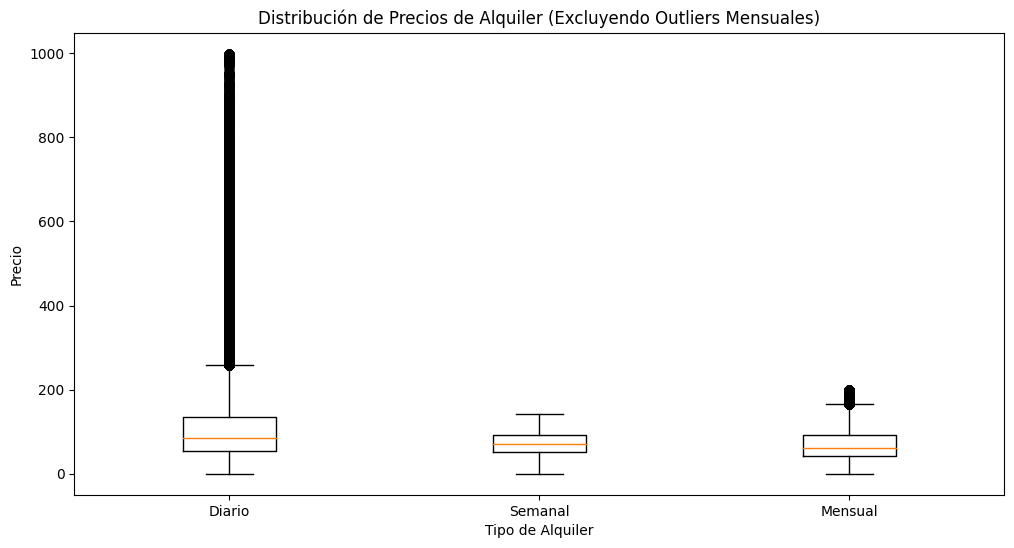 Distribución de Precios de Alquiler (Excluyendo Outliers Mensuales)
1000
800
600
400
200
0
Precio
Diario
Semanal
Mensual
Tipo de Alquiler